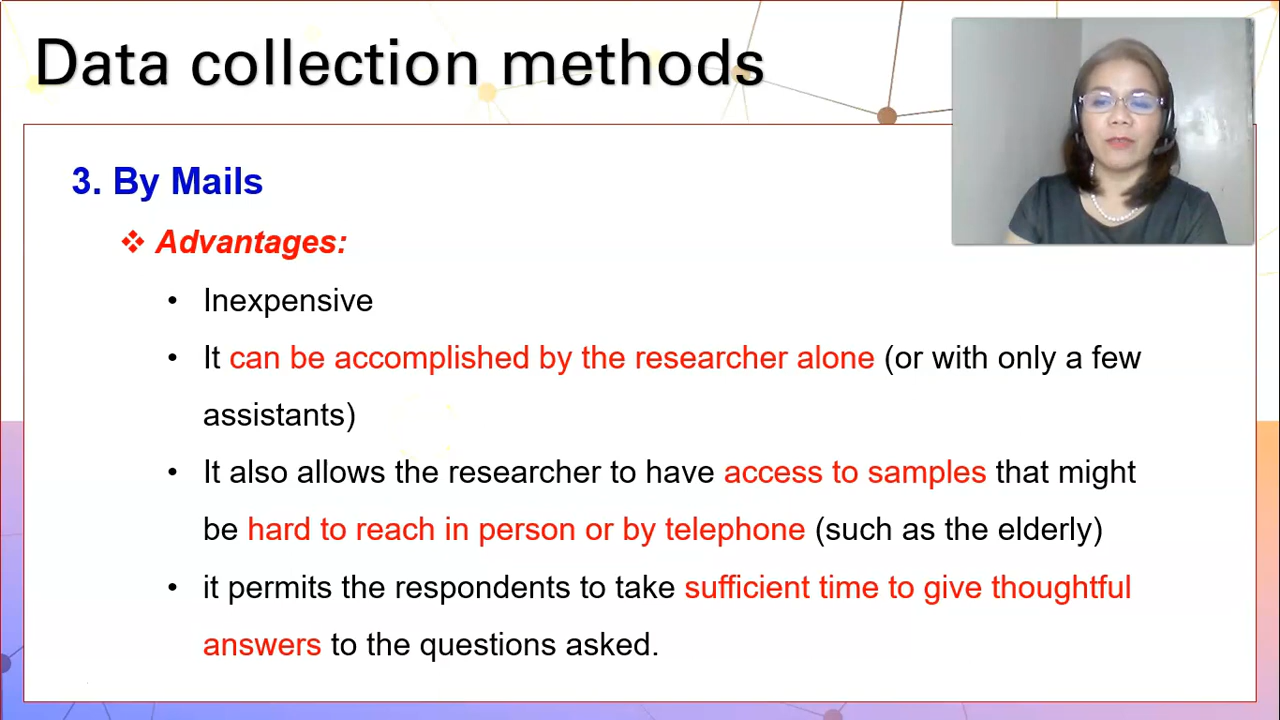 Data collection methods
3. By Mails
❖ Advantages:
• Inexpensive
• It can be accomplished by the researcher alone (or with only a few
assistants)
• It also allows the researcher to have access to samples that might
be hard to reach in person or by telephone (such as the elderly)
• it permits the respondents to take sufficient time to give thoughtful
answers to the questions asked.